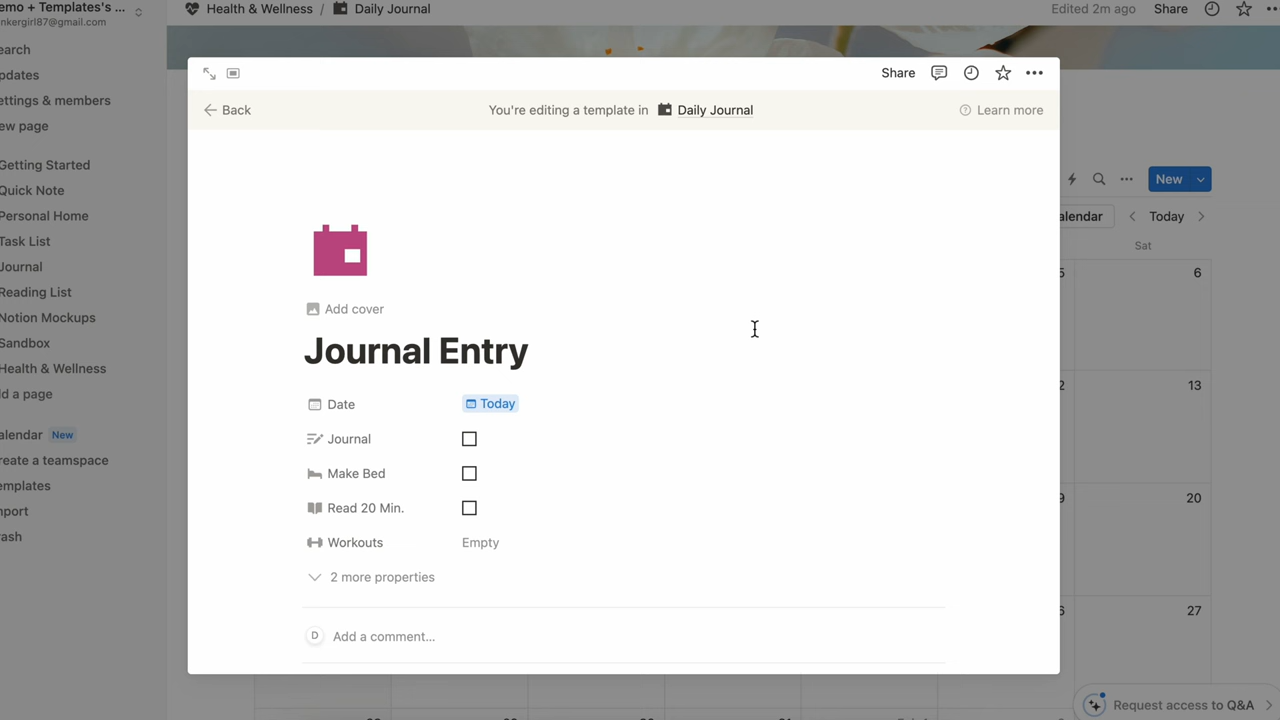 emo + Templates's ...
nkergirl87@gmail.com
Health & Wellness / Daily Journal
Edited 2m ago
Share
earch
pdates
ettings & members
ew page
Getting Started
Quick Note
Personal Home
Task List
Journal
Reading List
Notion Mockups
Sandbox
Health & Wellness
d a page
alendar New
reate a teamspace
emplates
mport
rash
Share
Back
You're editing a template in Daily Journal
Learn more
Add cover
Journal Entry
Date Today
Journal
Make Bed
Read 20 Min.
Workouts Empty
2 more properties
D Add a comment...
New
alendar Today
Sat
5 6
2 13
9 20
6 27
Request access to Q&A